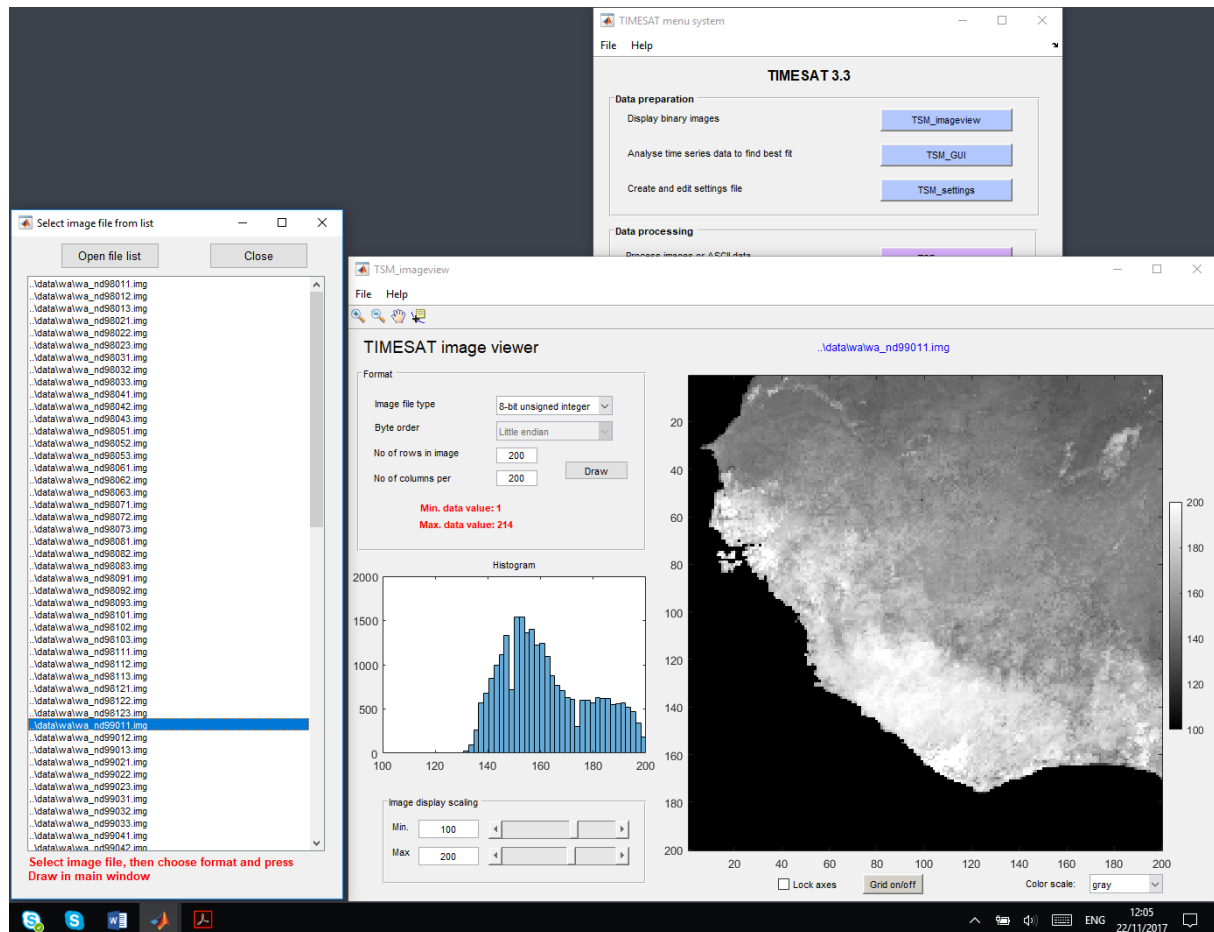 TIMESAT menu system
File Help
TIMESAT 3.3
Data preparation
Display binary images TSM_imageview
Analyse time series data to find best fit TSM_GUI
Create and edit settings file TSM_settings
Data processing
Process images or ASCII data
Select image file from list
Open file list Close
..\data\wa\wa_nd98011.img
..\data\wa\wa_nd98012.img
..\data\wa\wa_nd98013.img
..\data\wa\wa_nd98021.img
..\data\wa\wa_nd98022.img
..\data\wa\wa_nd98023.img
..\data\wa\wa_nd98031.img
..\data\wa\wa_nd98032.img
..\data\wa\wa_nd98033.img
..\data\wa\wa_nd98041.img
..\data\wa\wa_nd98042.img
..\data\wa\wa_nd98043.img
..\data\wa\wa_nd98051.img
..\data\wa\wa_nd98052.img
..\data\wa\wa_nd98053.img
..\data\wa\wa_nd98061.img
..\data\wa\wa_nd98062.img
..\data\wa\wa_nd98063.img
..\data\wa\wa_nd98071.img
..\data\wa\wa_nd98072.img
..\data\wa\wa_nd98073.img
..\data\wa\wa_nd98081.img
..\data\wa\wa_nd98082.img
..\data\wa\wa_nd98083.img
..\data\wa\wa_nd98091.img
..\data\wa\wa_nd98092.img
..\data\wa\wa_nd98093.img
..\data\wa\wa_nd98101.img
..\data\wa\wa_nd98102.img
..\data\wa\wa_nd98103.img
..\data\wa\wa_nd98111.img
..\data\wa\wa_nd98112.img
..\data\wa\wa_nd98113.img
..\data\wa\wa_nd98121.img
..\data\wa\wa_nd98122.img
..\data\wa\wa_nd98123.img
..\data\wa\wa_nd99011.img
..\data\wa\wa_nd99012.img
..\data\wa\wa_nd99013.img
..\data\wa\wa_nd99021.img
..\data\wa\wa_nd99022.img
..\data\wa\wa_nd99023.img
..\data\wa\wa_nd99031.img
..\data\wa\wa_nd99032.img
..\data\wa\wa_nd99033.img
..\data\wa\wa_nd99041.img
..\data\wa\wa_nd99042.img
Select image file, then choose format and press
Draw in main window
TSM_imageview
File Help
TIMESAT image viewer
Format
Image file type 8-bit unsigned integer
Byte order Little endian
No of rows in image 200
No of columns per 200
Draw
Min. data value: 1
Max. data value: 214
Histogram
2000
1500
1000
500
0
100 120 140 160 180 200
Image display scaling
Min. 100
Max 200
..\data\wa\wa_nd99011.img
20
40
60
80
100
120
140
160
180
200
20 40 60 80 100 120 140 160 180 200
200
180
160
140
120
100
Lock axes Grid on/off Color scale: gray
ENG 12:05
22/11/2017